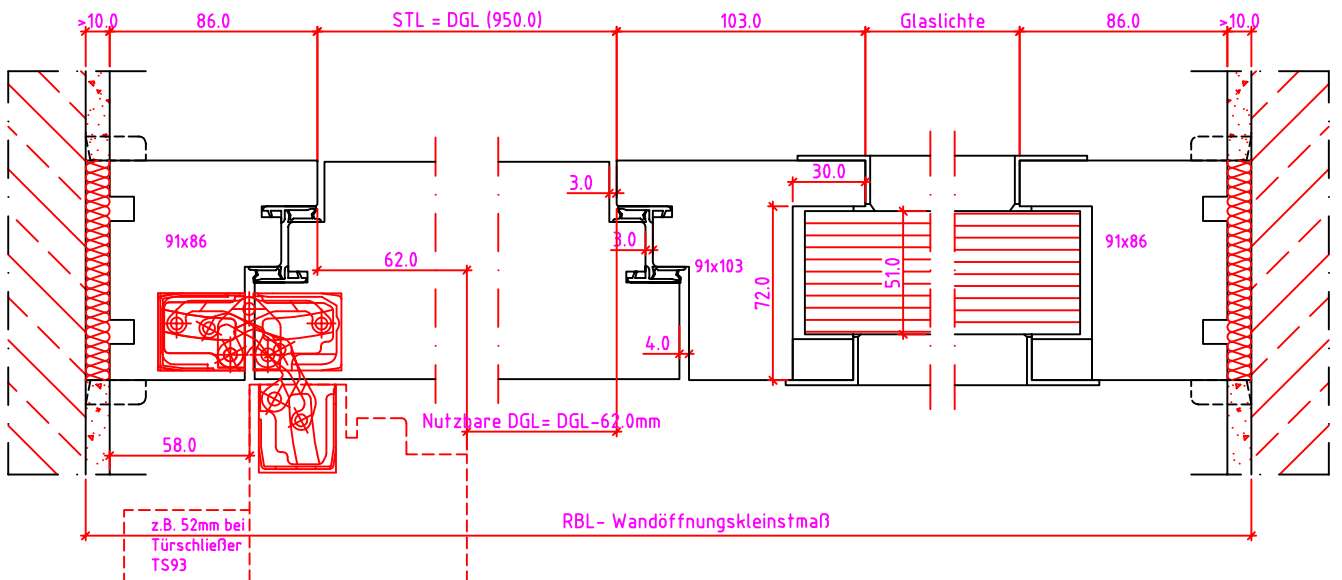 >10.0
86.0
STL = DGL (950.0)
103.0
Glaslichte
86.0
>10.0
30.0
3.0
91x86
3.0
91x86
62.0
91x103
51.0
72.0
4.0
Nutzbare DGL= DGL-62.0mm
58.0
z.B. 52mm bei
Türschließer
TS93
RBL- Wandöffnungskleinstmaß